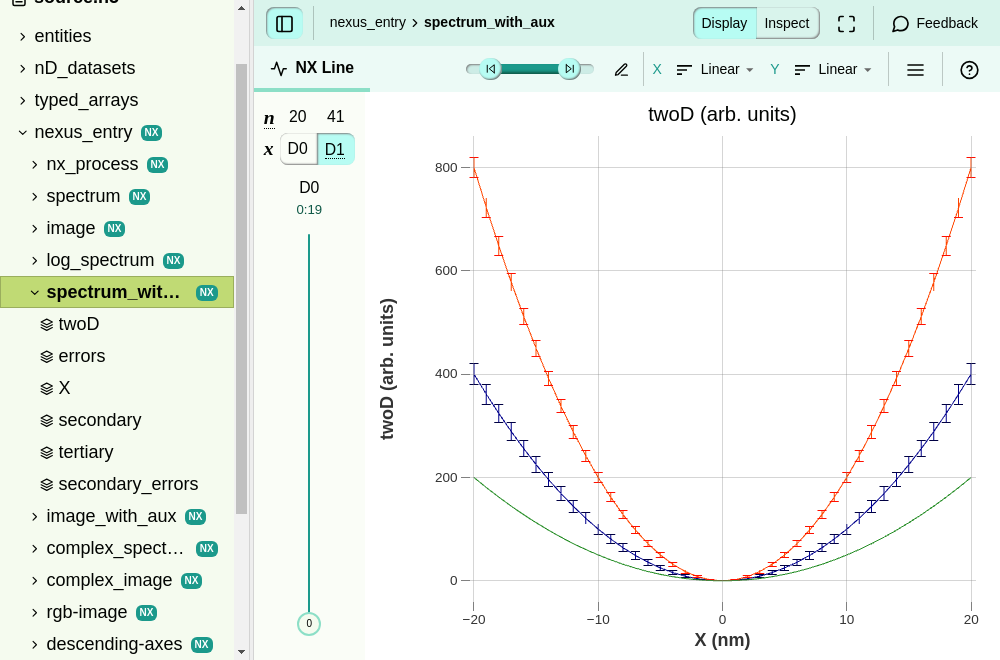 source.nc
entities
nD_datasets
typed_arrays
nexus_entry NX
nx_process NX
spectrum NX
image NX
log_spectrum NX
spectrum_wit... NX
twoD
errors
X
secondary
tertiary
secondary_errors
image_with_aux NX
complex_spect... NX
complex_image NX
rgb-image NX
descending-axes NX
nexus_entry › spectrum_with_aux
Display Inspect
Feedback
NX Line
X Linear
Y Linear
n 20 41
x D0 D1
D0
0:19
0
twoD (arb. units)
800
600
400
200
0
twoD (arb. units)
−20 −10 0 10 20
X (nm)